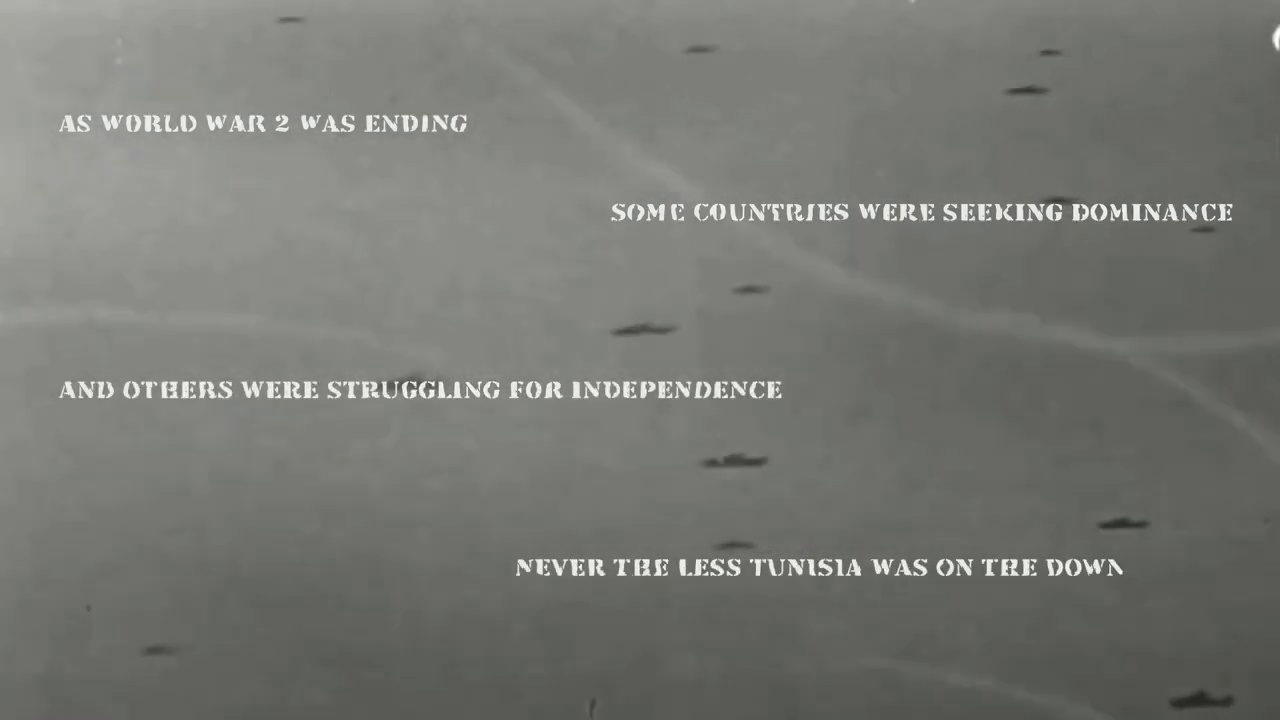 AS WORLD WAR 2 WAS ENDING
SOME COUNTRIES WERE SEEKING DOMINANCE
AND OTHERS WERE STRUGGLING FOR INDEPENDENCE
NEVER THE LESS TUNISIA WAS ON THE DOWN